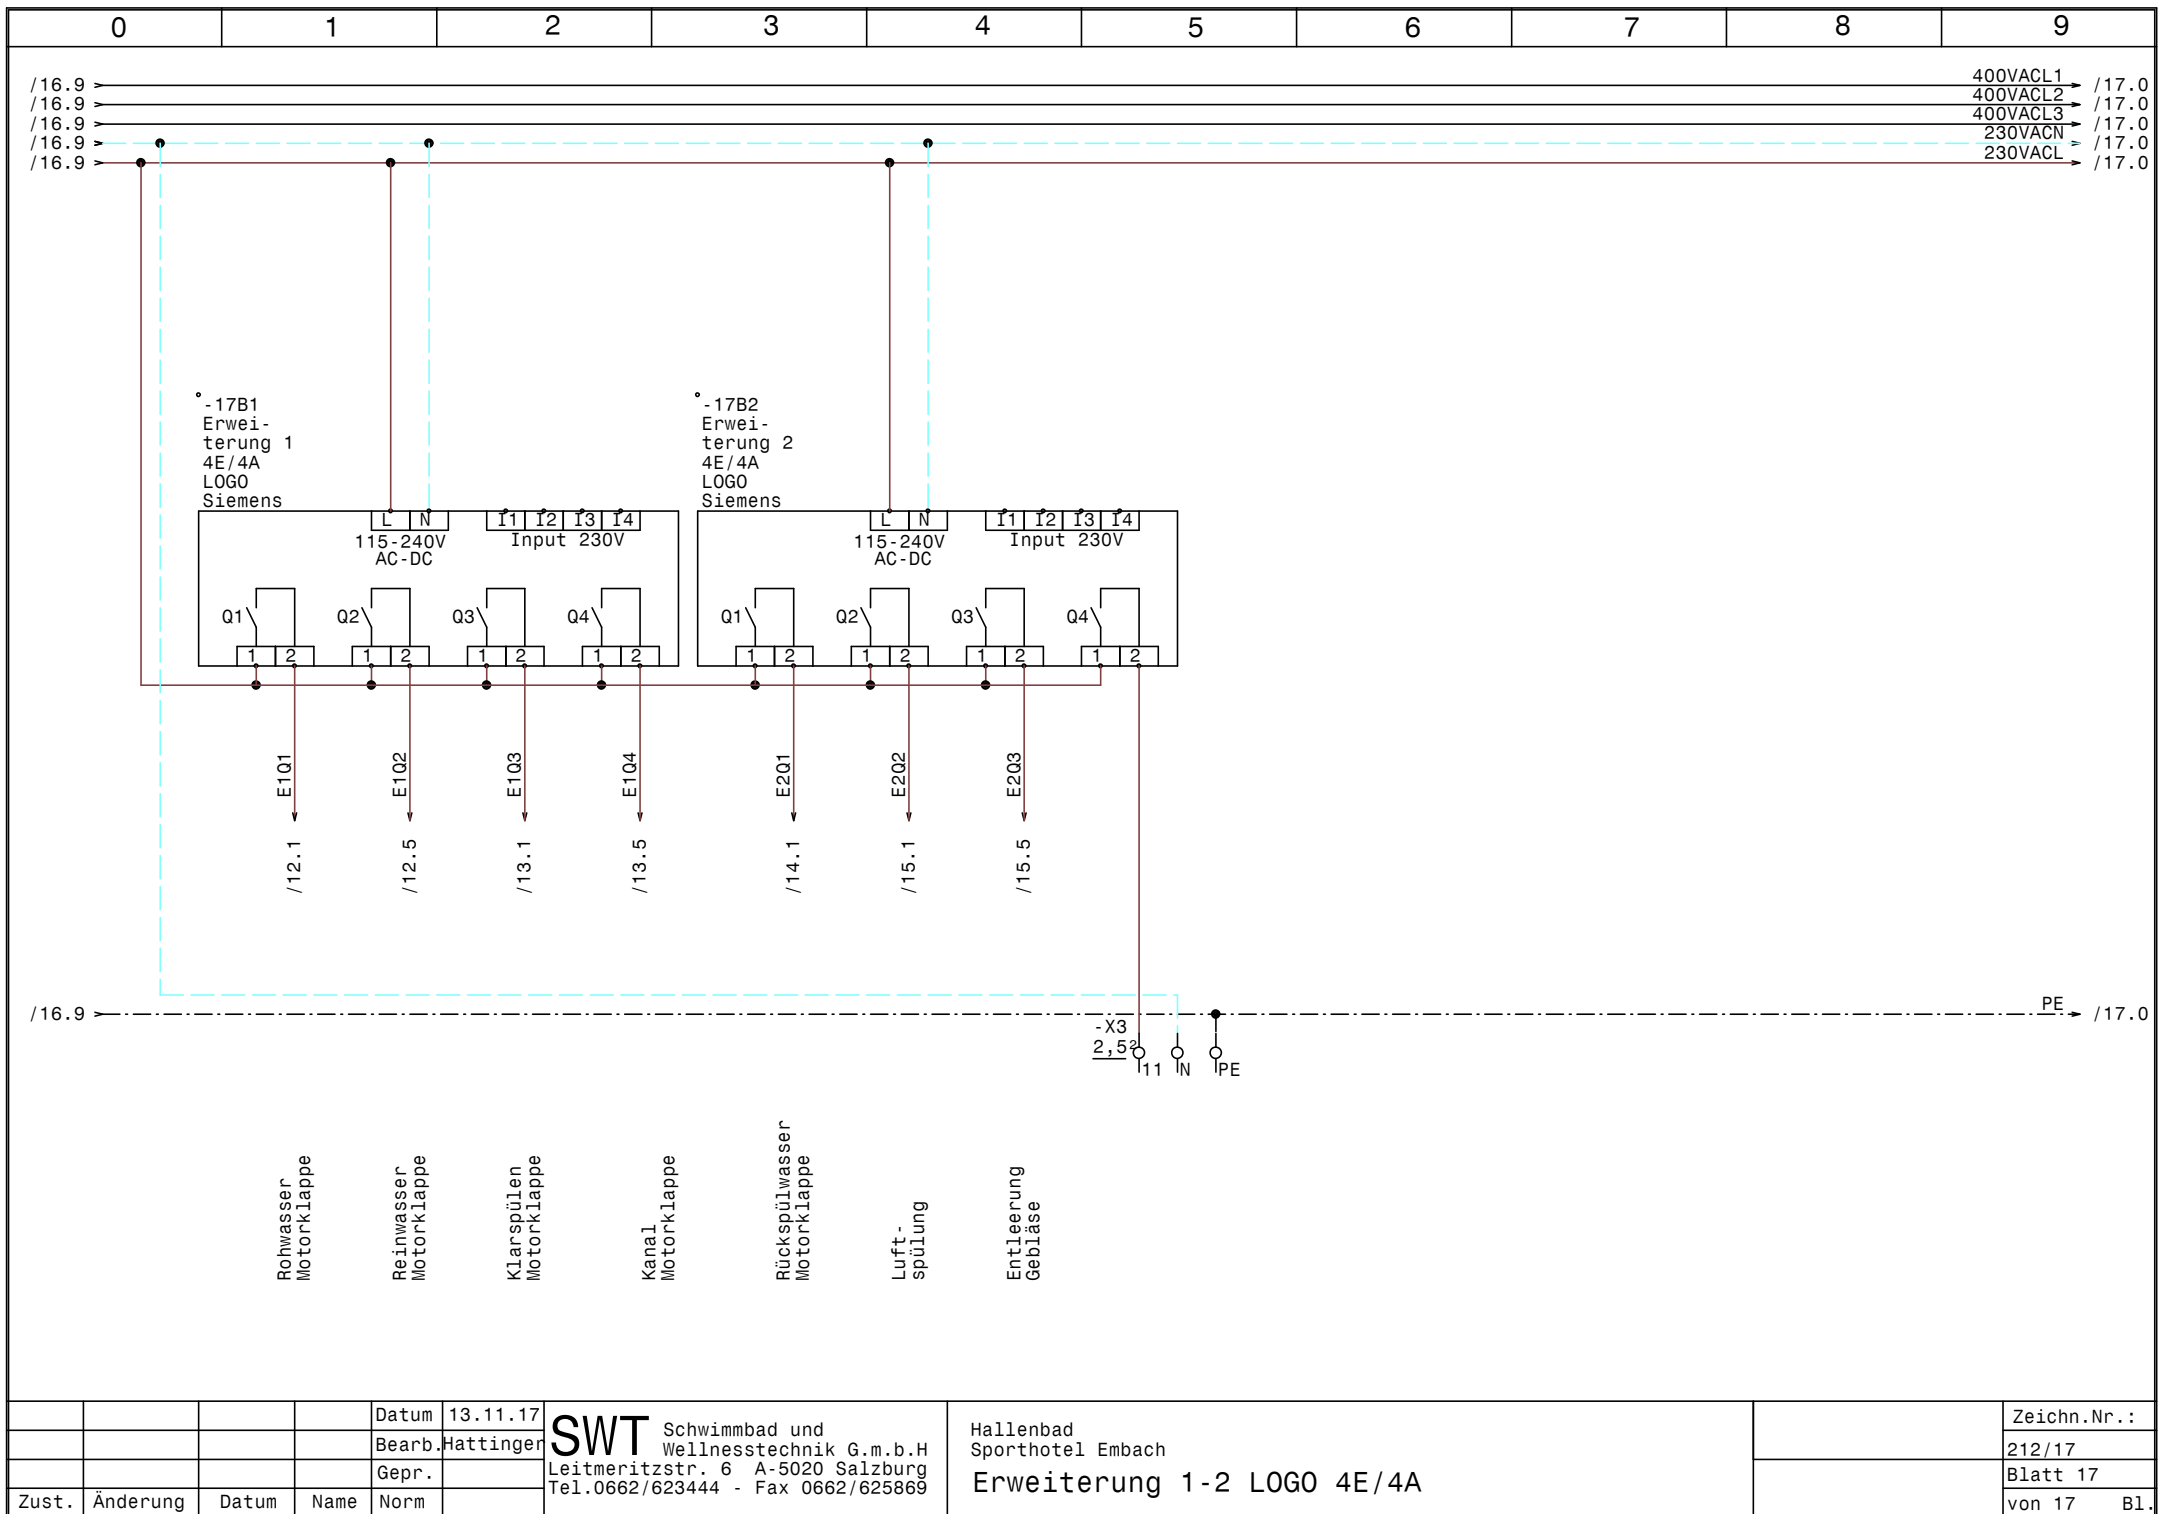 0 1 2 3 4 5 6 7 8 9
/16.9 400VACL1 /17.0
/16.9 400VACL2 /17.0
/16.9 400VACL3 /17.0
/16.9 230VACN /17.0
/16.9 230VACL /17.0
-17B1
Erwei-
terung 1
4E/4A
LOGO
Siemens
L N I1 I2 I3 I4
115-240V
AC-DC
Input 230V
Q1 Q2 Q3 Q4
1 2 1 2 1 2 1 2
-17B2
Erwei-
terung 2
4E/4A
LOGO
Siemens
L N I1 I2 I3 I4
115-240V
AC-DC
Input 230V
Q1 Q2 Q3 Q4
1 2 1 2 1 2 1 2
E1Q1 E1Q2 E1Q3 E1Q4 E2Q1 E2Q2 E2Q3
/12.1 /12.5 /13.1 /13.5 /14.1 /15.1 /15.5
/16.9 PE /17.0
-X3
2,5²
11 N PE
Rohwasser
Motorklappe
Reinwasser
Motorklappe
Klarspülen
Motorklappe
Kanal
Motorklappe
Rückspülwasser
Motorklappe
Luft-
spülung
Entleerung
Gebläse
Datum 13.11.17
Bearb. Hattinger
Gepr.
Zust. Änderung Datum Name Norm
SWT Schwimmbad und
Wellnesstechnik G.m.b.H
Leitmeritzstr. 6 A-5020 Salzburg
Tel.0662/623444 - Fax 0662/625869
Hallenbad
Sporthotel Embach
Erweiterung 1-2 LOGO 4E/4A
Zeichn.Nr.:
212/17
Blatt 17
von 17 Bl.